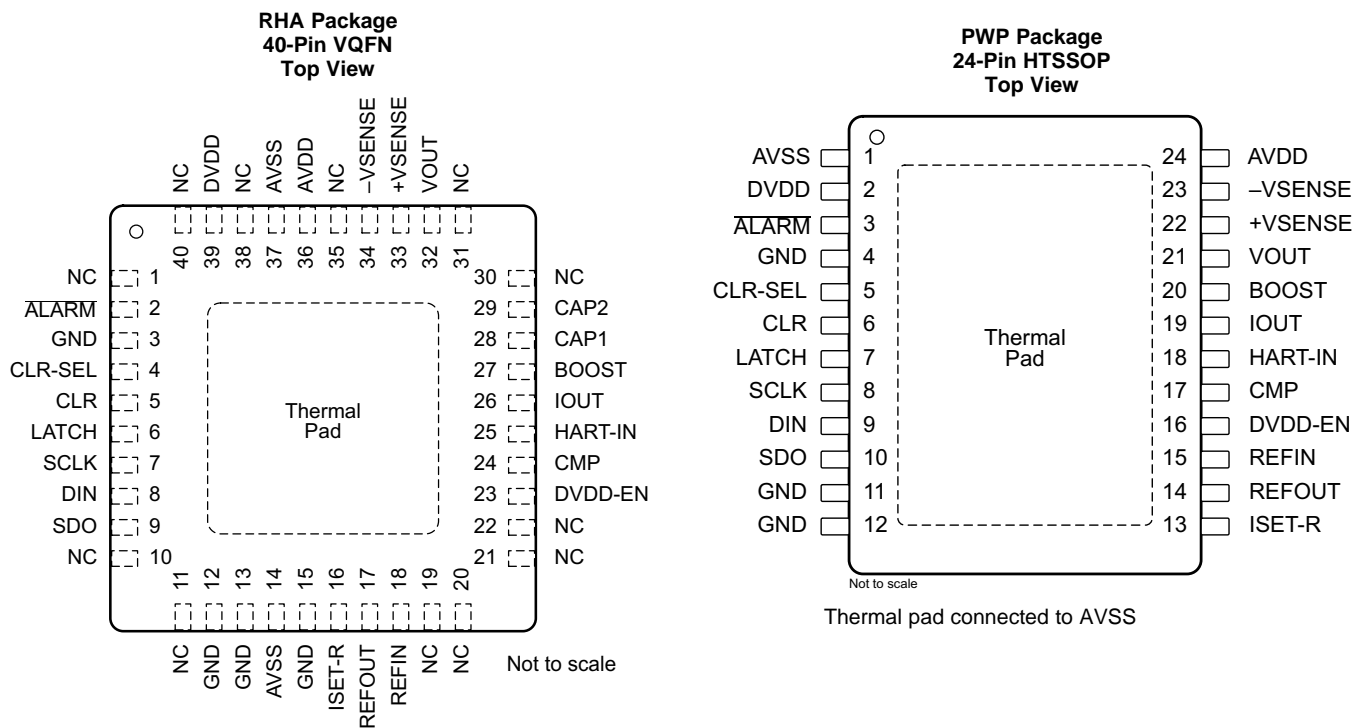 RHA Package
40-Pin VQFN
Top View
NC
DVDD
NC
AVSS
AVDD
NC
–VSENSE
+VSENSE
VOUT
NC
40
39
38
37
36
35
34
33
32
31
NC 1
ALARM 2
GND 3
CLR-SEL 4
CLR 5
LATCH 6
SCLK 7
DIN 8
SDO 9
NC 10
Thermal
Pad
30 NC
29 CAP2
28 CAP1
27 BOOST
26 IOUT
25 HART-IN
24 CMP
23 DVDD-EN
22 NC
21 NC
11
12
13
14
15
16
17
18
19
20
NC
GND
GND
AVSS
GND
ISET-R
REFOUT
REFIN
NC
NC
Not to scale
PWP Package
24-Pin HTSSOP
Top View
AVSS 1
DVDD 2
ALARM 3
GND 4
CLR-SEL 5
CLR 6
LATCH 7
SCLK 8
DIN 9
SDO 10
GND 11
GND 12
Thermal
Pad
24 AVDD
23 –VSENSE
22 +VSENSE
21 VOUT
20 BOOST
19 IOUT
18 HART-IN
17 CMP
16 DVDD-EN
15 REFIN
14 REFOUT
13 ISET-R
Not to scale
Thermal pad connected to AVSS